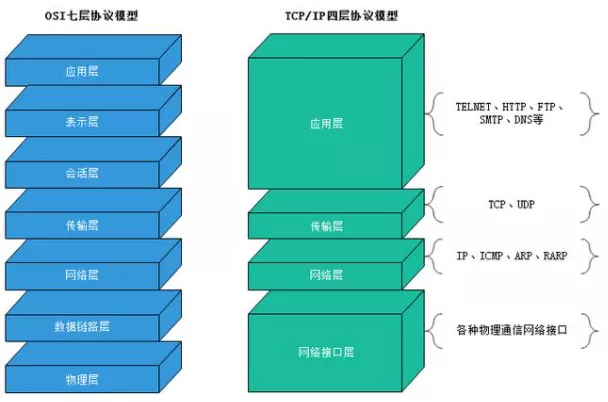 OSI七层协议模型
应用层
表示层
会话层
传输层
网络层
数据链路层
物理层
TCP/IP四层协议模型
应用层
传输层
网络层
网络接口层
TELNET、HTTP、FTP、
SMTP、DNS等
TCP、UDP
IP、ICMP、ARP、RARP
各种物理通信网络接口